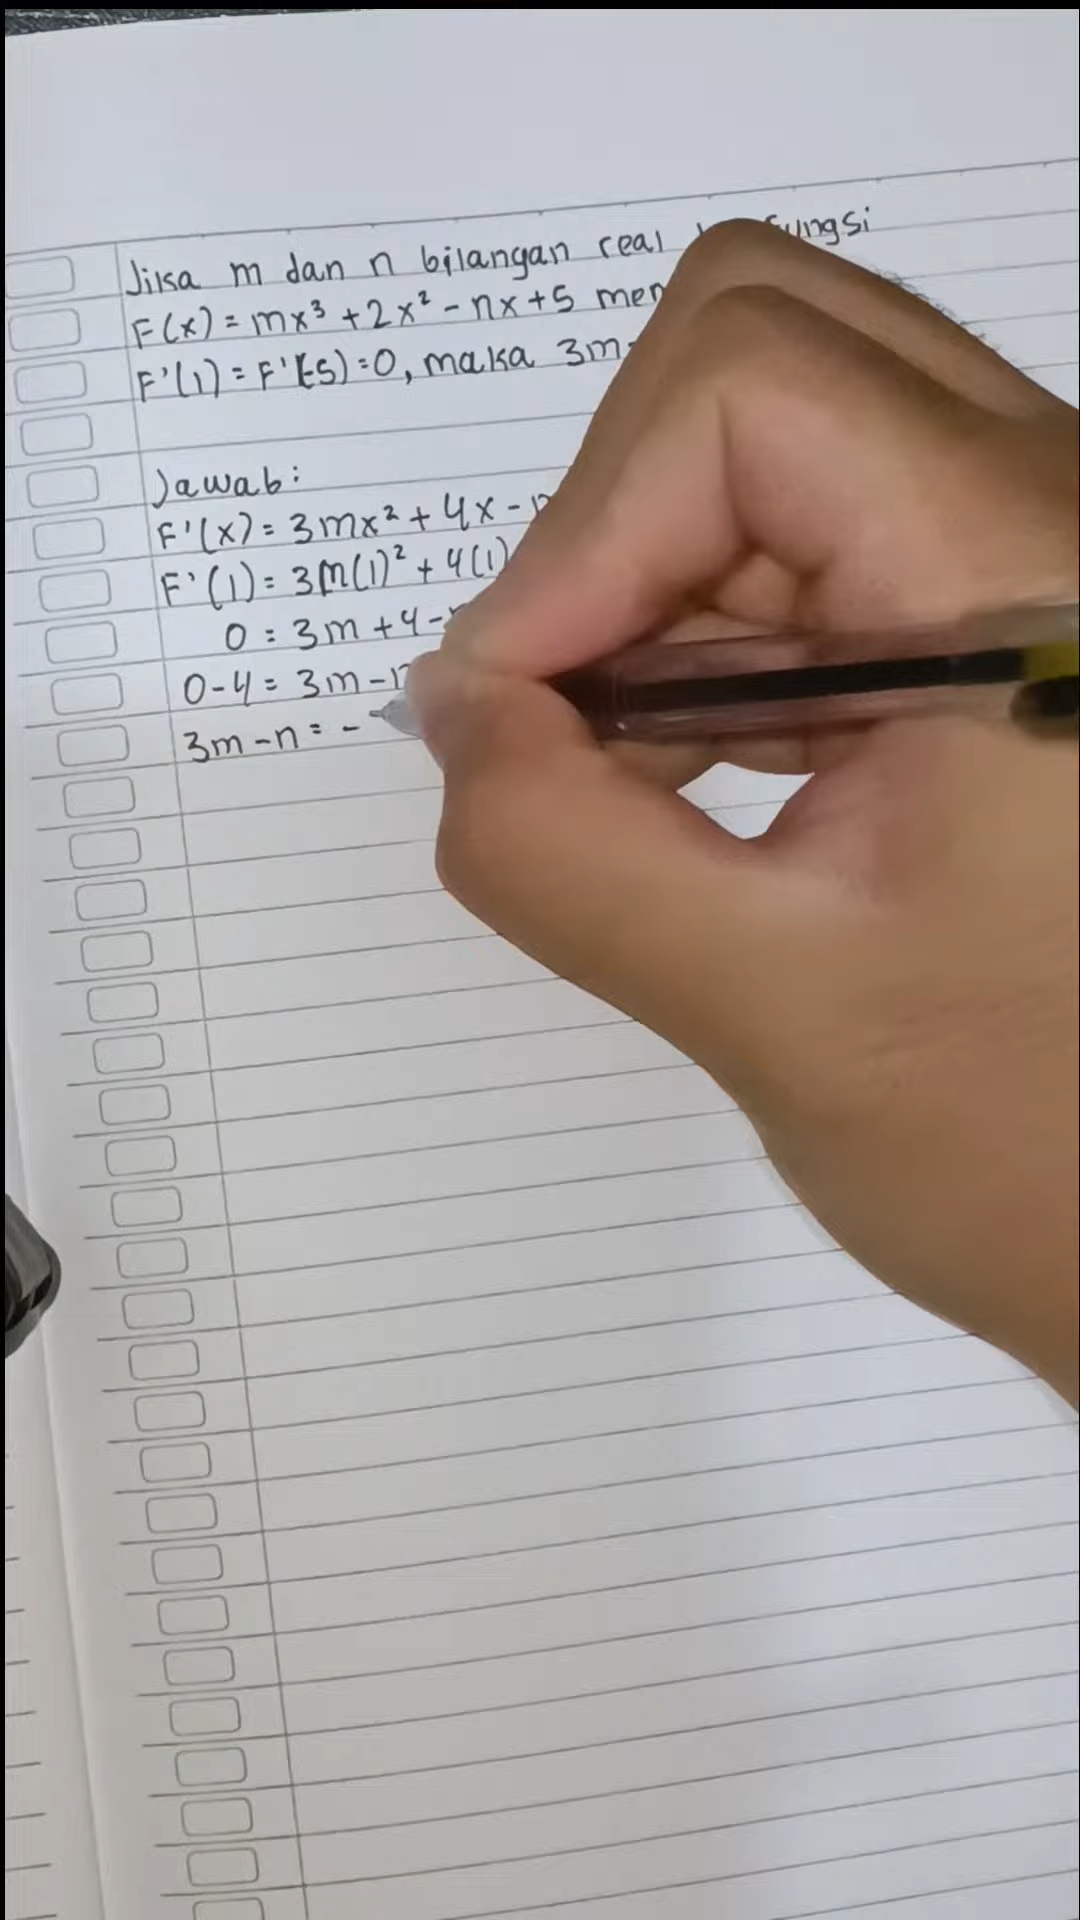 Jika m dan n bilangan real fungsi
F(x) = mx³ + 2x² - nx + 5
F'(1) = F'(-5) = 0, maka 3m-
Jawab:
F'(x) = 3mx² + 4x -
F'(1) = 3m(1)² + 4(1)
0 = 3m + 4 -
0 - 4 = 3m - n
3m - n = -